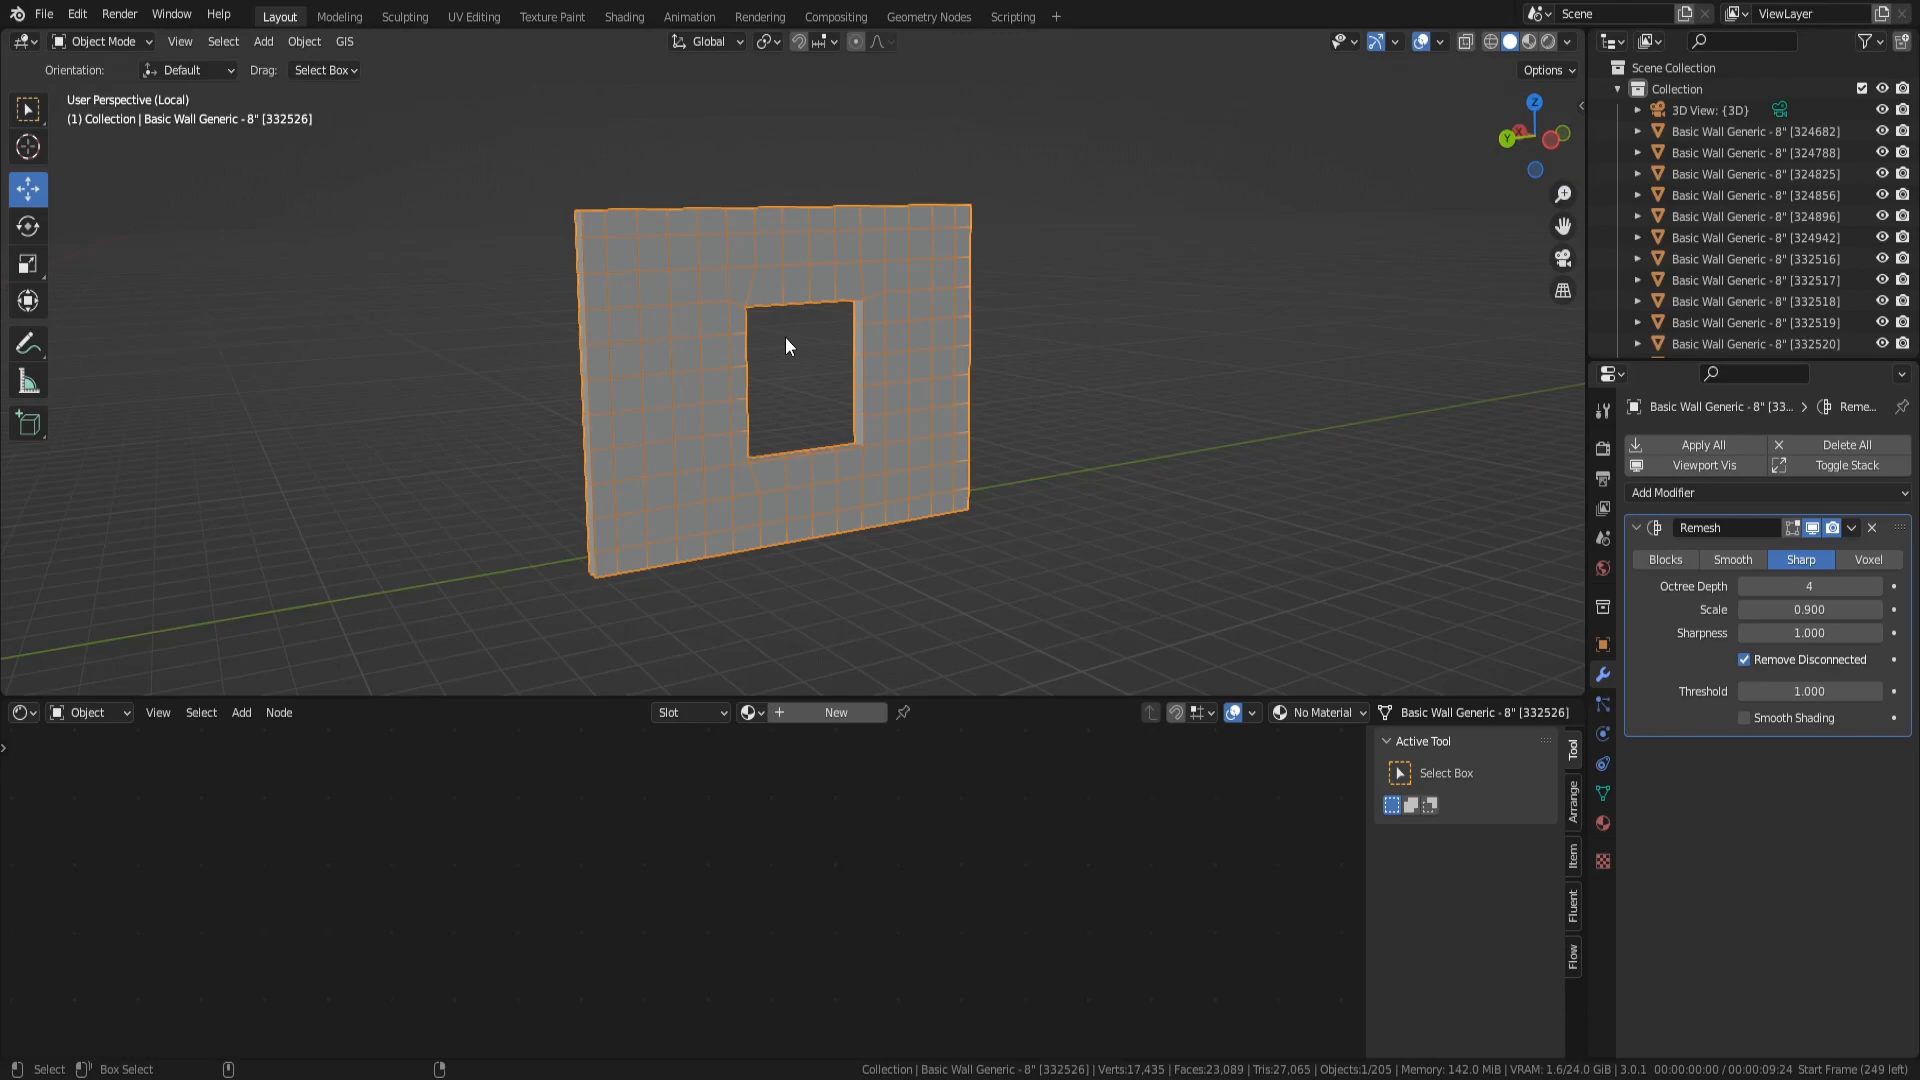 File Edit Render Window Help Layout Modeling Sculpting UV Editing Texture Paint Shading Animation Rendering Compositing Geometry Nodes Scripting + Scene ViewLayer
Object Mode View Select Add Object GIS Global
Orientation: Default Drag: Select Box Options
User Perspective (Local)
(1) Collection | Basic Wall Generic - 8" [332526]
Z
Y
X
Scene Collection
Collection
3D View: {3D}
Basic Wall Generic - 8" [324682]
Basic Wall Generic - 8" [324788]
Basic Wall Generic - 8" [324825]
Basic Wall Generic - 8" [324856]
Basic Wall Generic - 8" [324896]
Basic Wall Generic - 8" [324942]
Basic Wall Generic - 8" [332516]
Basic Wall Generic - 8" [332517]
Basic Wall Generic - 8" [332518]
Basic Wall Generic - 8" [332519]
Basic Wall Generic - 8" [332520]
Basic Wall Generic - 8" [33... Reme...
Apply All Delete All
Viewport Vis Toggle Stack
Add Modifier
Remesh
Blocks Smooth Sharp Voxel
Octree Depth 4
Scale 0.900
Sharpness 1.000
Remove Disconnected
Threshold 1.000
Smooth Shading
Object View Select Add Node Slot New No Material Basic Wall Generic - 8" [332526]
Active Tool
Select Box
Tool
Arrange
Item
Fluent
Flow
Select Box Select Collection | Basic Wall Generic - 8" [332526] | Verts:17,435 | Faces:23,089 | Tris:27,065 | Objects:1/205 | Memory: 142.0 MiB | VRAM: 1.6/24.0 GiB | 3.0.1 00:00:00:00 / 00:00:09:24 Start Frame (249 left)